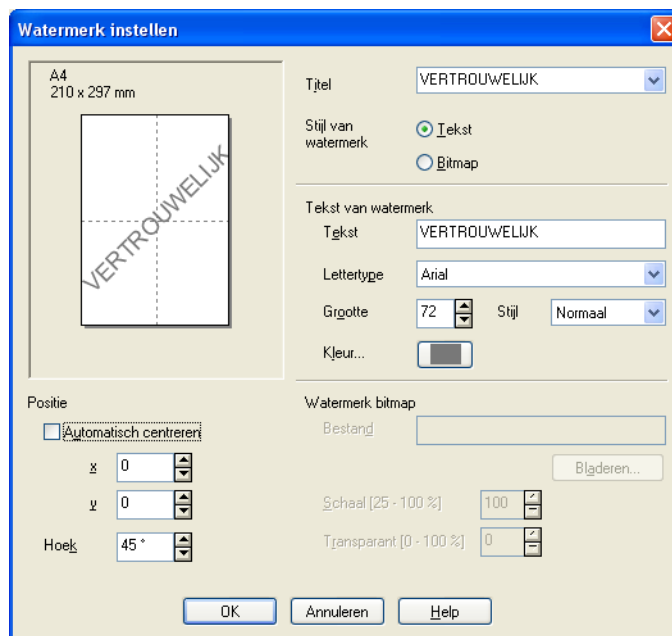 Watermerk instellen
A4
210 x 297 mm
VERTROUWELIJK
Titel
VERTROUWELIJK
Stijl van
watermerk
Tekst
Bitmap
Tekst van watermerk
Tekst
VERTROUWELIJK
Lettertype
Arial
Grootte
72
Stijl
Normaal
Kleur...
Positie
Automatisch centreren
x
0
y
0
Hoek
45 °
Watermerk bitmap
Bestand
Bladeren...
Schaal [25 - 100 %]
100
Transparant [0 - 100 %]
0
OK
Annuleren
Help